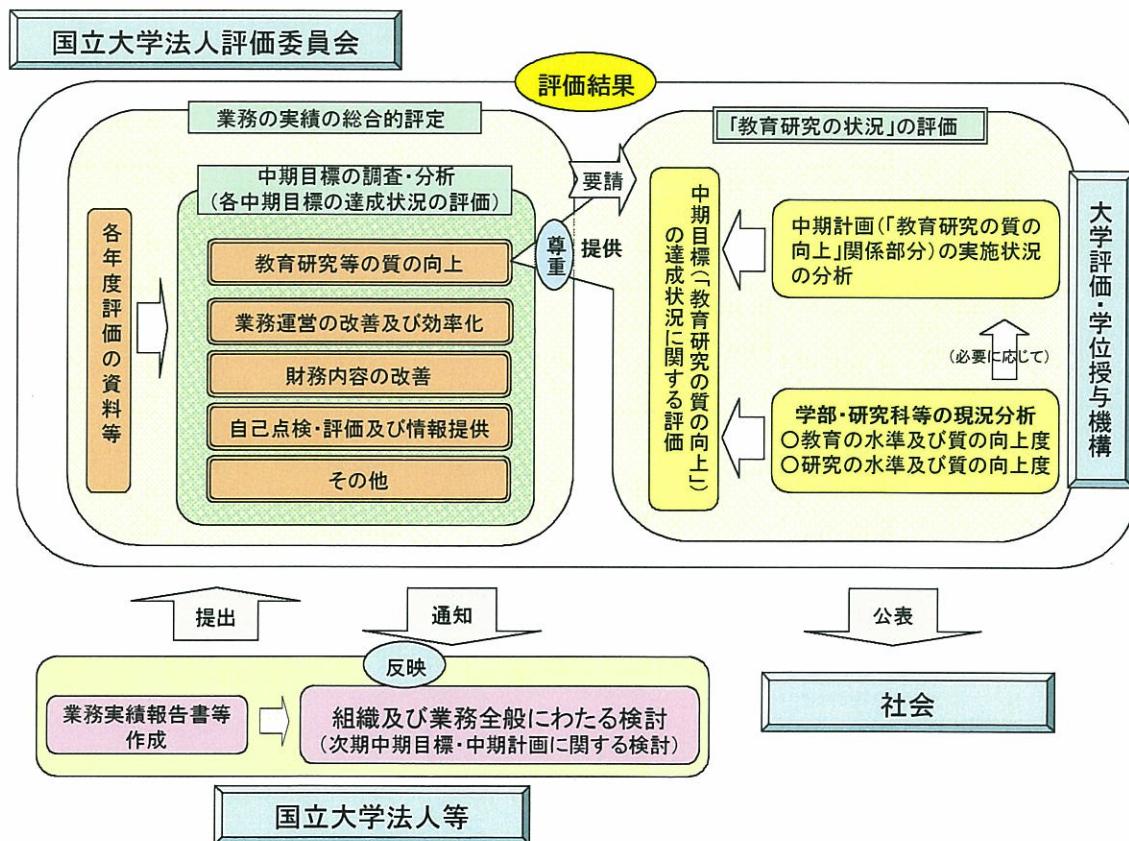 国立大学法人評価委員会
評価結果
業務の実績の総合的評定
中期目標の調査・分析
(各中期目標の達成状況の評価)
各年度評価の資料等
教育研究等の質の向上
業務運営の改善及び効率化
財務内容の改善
自己点検・評価及び情報提供
その他
要請
尊重
提供
「教育研究の状況」の評価
中期目標(「教育研究の質の向上」)
の達成状況に関する評価
中期計画(「教育研究の質の
向上」関係部分)の実施状況
の分析
(必要に応じて)
学部・研究科等の現況分析
○教育の水準及び質の向上度
○研究の水準及び質の向上度
大学評価・学位授与機構
提出
通知
公表
反映
業務実績報告書等
作成
組織及び業務全般にわたる検討
(次期中期目標・中期計画に関する検討)
社会
国立大学法人等